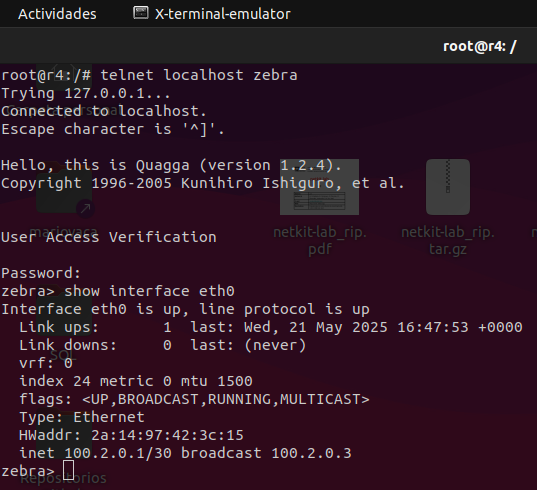 Actividades
X-terminal-emulator
root@r4: /
root@r4:/# telnet localhost zebra
Trying 127.0.0.1...
Connected to localhost.
Escape character is '^]'.
Hello, this is Quagga (version 1.2.4).
Copyright 1996-2005 Kunihiro Ishiguro, et al.
User Access Verification
netkit-lab_rip.
pdf
netkit-lab_rip.
tar.gz
Password:
zebra> show interface eth0
Interface eth0 is up, line protocol is up
Link ups:       1  last: Wed, 21 May 2025 16:47:53 +0000
Link downs:     0  last: (never)
SQL
vrf: 0
index 24 metric 0 mtu 1500
flags: <UP,BROADCAST,RUNNING,MULTICAST>
Type: Ethernet
HWaddr: 2a:14:97:42:3c:15
inet 100.2.0.1/30 broadcast 100.2.0.3
zebra>
Repositorios